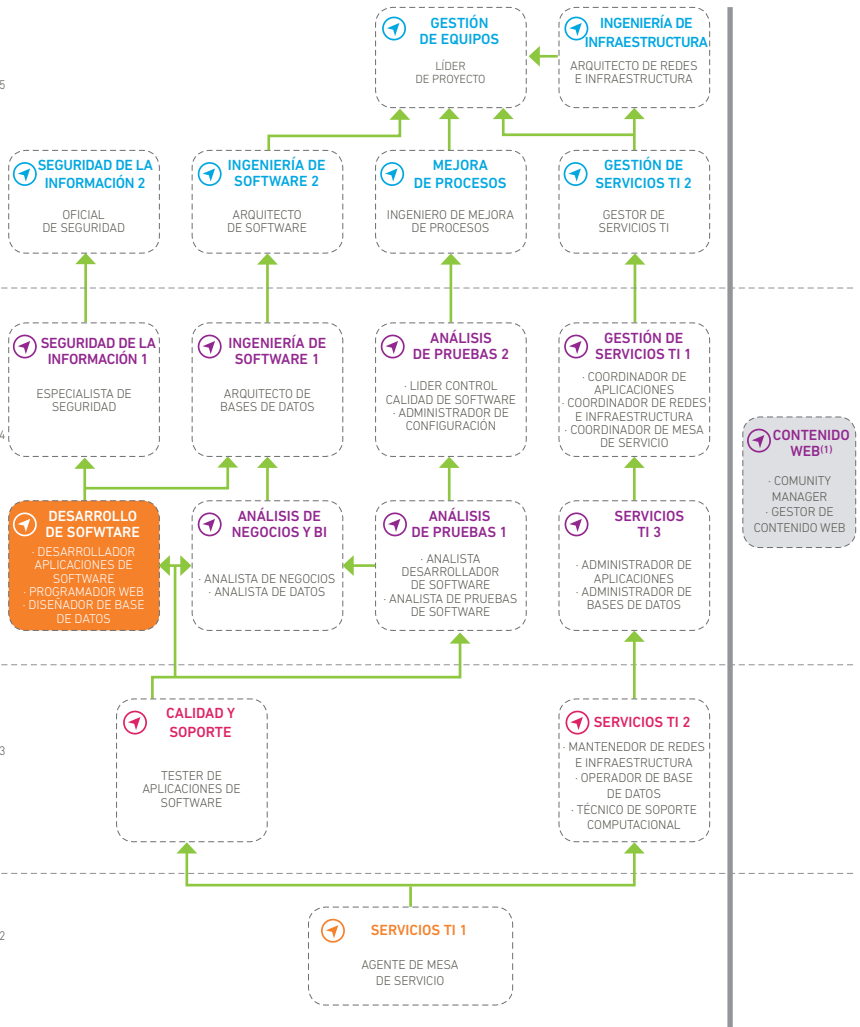 GESTIÓN
DE EQUIPOS
LÍDER
DE PROYECTO
INGENIERÍA DE
INFRAESTRUCTURA
ARQUITECTO DE REDES
E INFRAESTRUCTURA
5
SEGURIDAD DE LA
INFORMACIÓN 2
OFICIAL
DE SEGURIDAD
INGENIERÍA DE
SOFTWARE 2
ARQUITECTO
DE SOFTWARE
MEJORA
DE PROCESOS
INGENIERO DE MEJORA
DE PROCESOS
GESTIÓN DE
SERVICIOS TI 2
GESTOR DE
SERVICIOS TI
SEGURIDAD DE LA
INFORMACIÓN 1
ESPECIALISTA DE
SEGURIDAD
INGENIERÍA DE
SOFTWARE 1
ARQUITECTO DE
BASES DE DATOS
ANÁLISIS
DE PRUEBAS 2
· LIDER CONTROL
CALIDAD DE SOFTWARE
· ADMINISTRADOR DE
CONFIGURACIÓN
GESTIÓN DE
SERVICIOS TI 1
· COORDINADOR DE
APLICACIONES
· COORDINADOR DE REDES
E INFRAESTRUCTURA
· COORDINADOR DE MESA
DE SERVICIO
4
CONTENIDO
WEB(1)
· COMUNITY
MANAGER
· GESTOR DE
CONTENIDO WEB
DESARROLLO
DE SOFWTARE
· DESARROLLADOR
APLICACIONES DE
SOFTWARE
· PROGRAMADOR WEB
· DISEÑADOR DE BASE
DE DATOS
ANÁLISIS DE
NEGOCIOS Y BI
· ANALISTA DE NEGOCIOS
· ANALISTA DE DATOS
ANÁLISIS
DE PRUEBAS 1
· ANALISTA
DESARROLLADOR
DE SOFTWARE
· ANALISTA DE PRUEBAS
DE SOFTWARE
SERVICIOS
TI 3
· ADMINISTRADOR DE
APLICACIONES
· ADMINISTRADOR DE
BASES DE DATOS
3
CALIDAD Y
SOPORTE
TESTER DE
APLICACIONES DE
SOFTWARE
SERVICIOS TI 2
· MANTENEDOR DE REDES
E INFRAESTRUCTURA
· OPERADOR DE BASE
DE DATOS
· TÉCNICO DE SOPORTE
COMPUTACIONAL
2
SERVICIOS TI 1
AGENTE DE MESA
DE SERVICIO